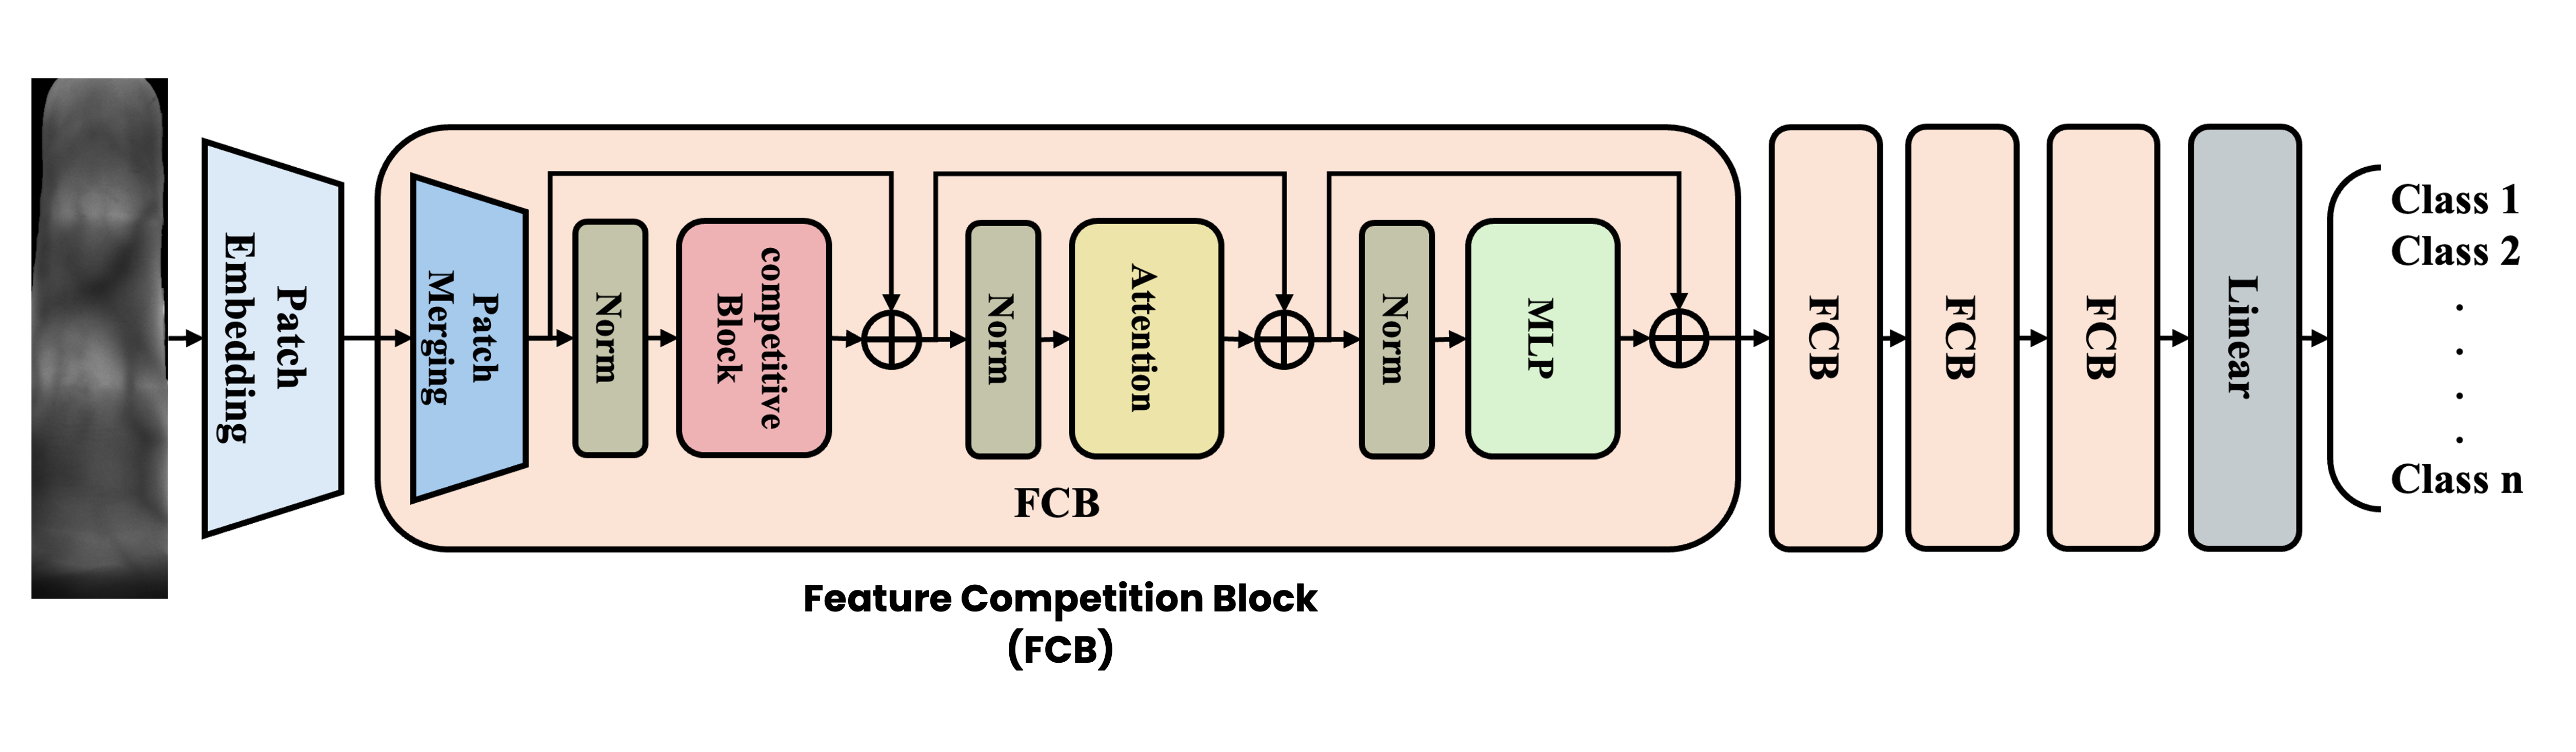 Patch
Embedding
Patch
Merging
Norm
competitive
Block
Norm
Attention
Norm
MLP
FCB
FCB
FCB
FCB
Linear
Class 1
Class 2
.
.
.
.
Class n
Feature Competition Block
(FCB)